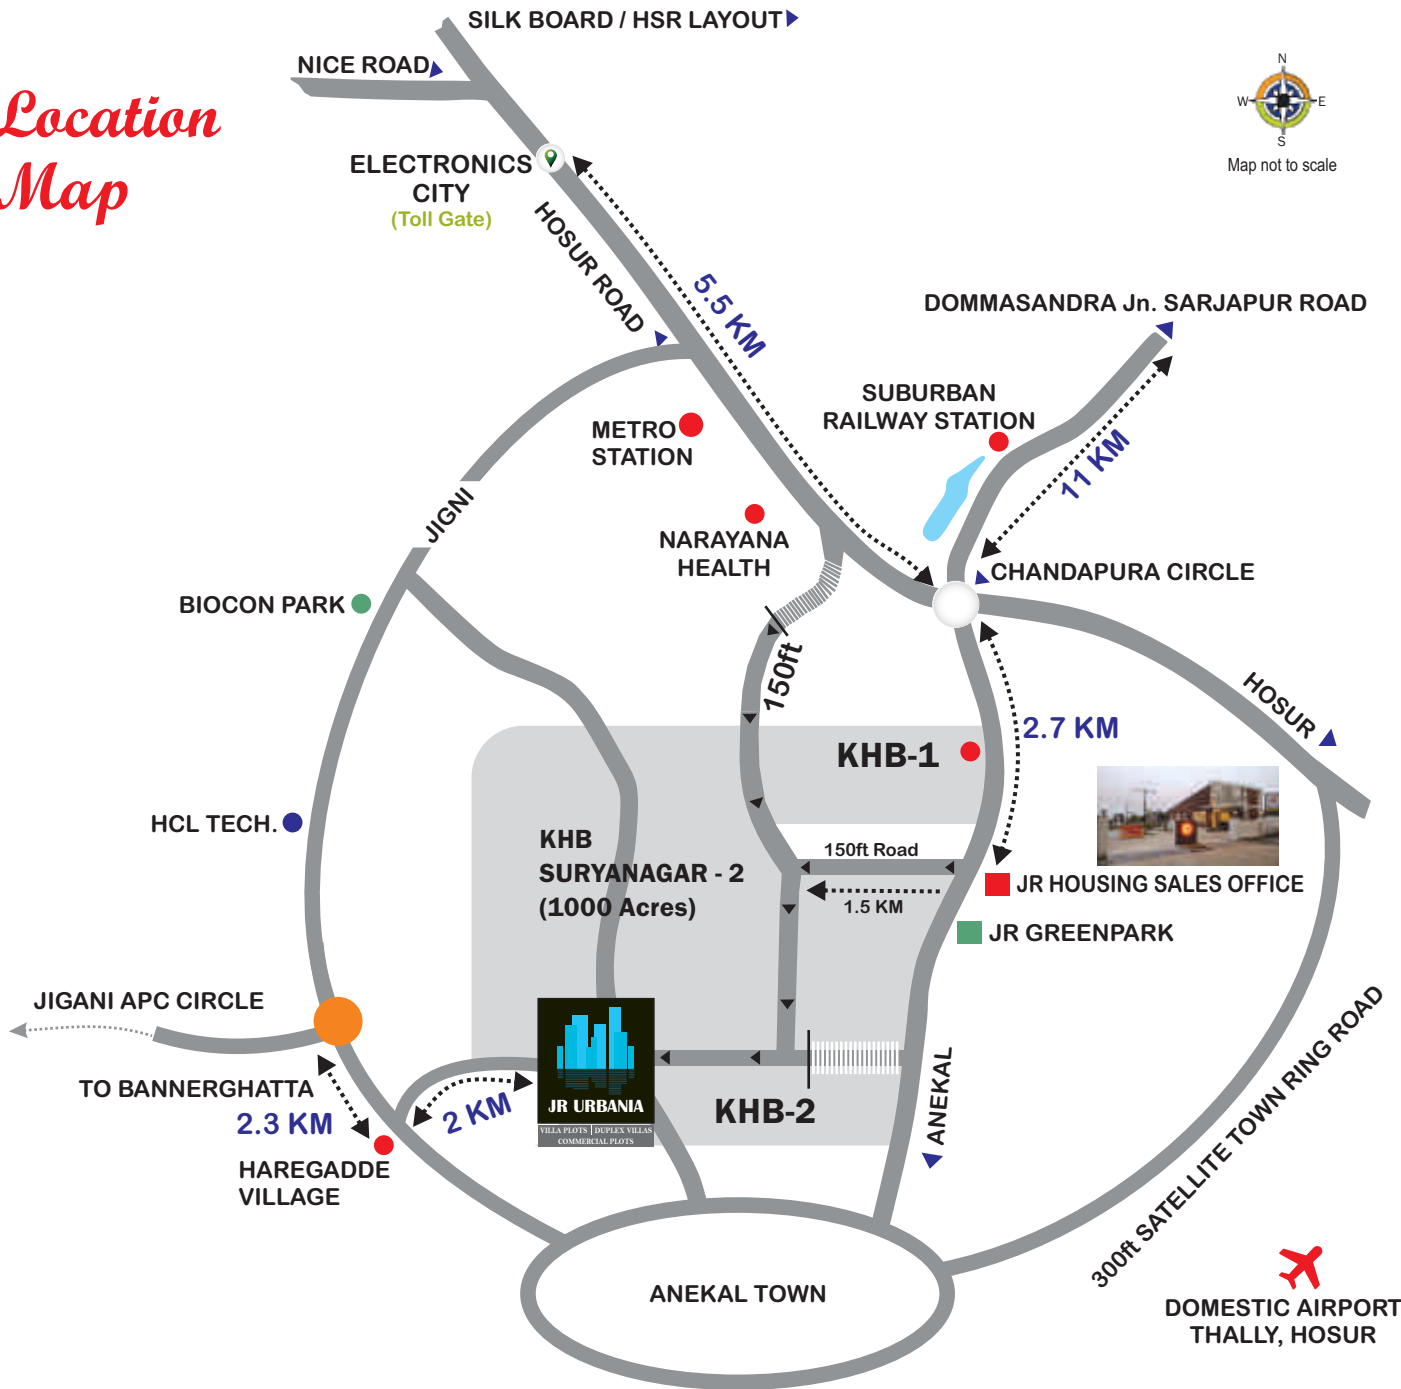 SILK BOARD / HSR LAYOUT
NICE ROAD
Location
Map
N
W
E
S
Map not to scale
ELECTRONICS
CITY
(Toll Gate)
HOSUR ROAD
5.5 KM
DOMMASANDRA Jn. SARJAPUR ROAD
SUBURBAN
RAILWAY STATION
11 KM
METRO
STATION
JIGNI
NARAYANA
HEALTH
CHANDAPURA CIRCLE
BIOCON PARK
150ft
HOSUR
2.7 KM
KHB-1
HCL TECH.
KHB
SURYANAGAR - 2
(1000 Acres)
150ft Road
1.5 KM
JR HOUSING SALES OFFICE
JR GREENPARK
JIGANI APC CIRCLE
TO BANNERGHATTA
2.3 KM
2 KM
JR URBANIA
VILLA PLOTS | DUPLEX VILLAS
COMMERCIAL PLOTS
KHB-2
ANEKAL
HAREGADDE
VILLAGE
300ft SATELLITE TOWN RING ROAD
ANEKAL TOWN
DOMESTIC AIRPORT
THALLY, HOSUR